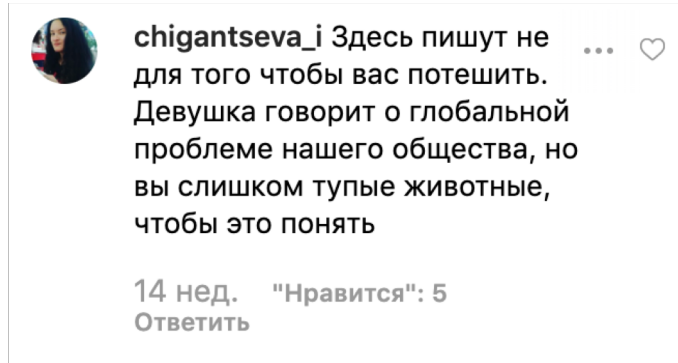 chigantseva_i Здесь пишут не
для того чтобы вас потешить.
Девушка говорит о глобальной
проблеме нашего общества, но
вы слишком тупые животные,
чтобы это понять
14 нед. "Нравится": 5
Ответить